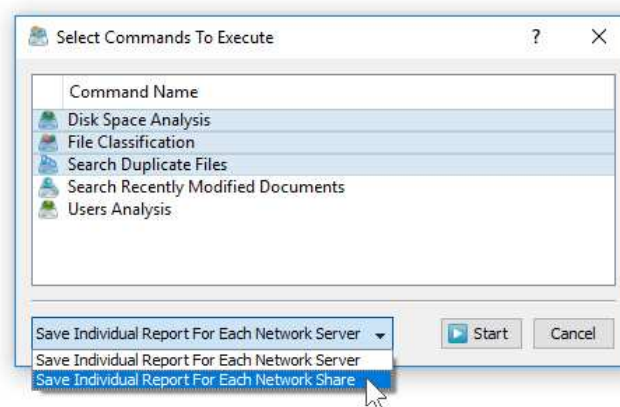 Select Commands To Execute ?
Command Name
Disk Space Analysis
File Classification
Search Duplicate Files
Search Recently Modified Documents
Users Analysis
Save Individual Report For Each Network Server
Start
Cancel
Save Individual Report For Each Network Server
Save Individual Report For Each Network Share